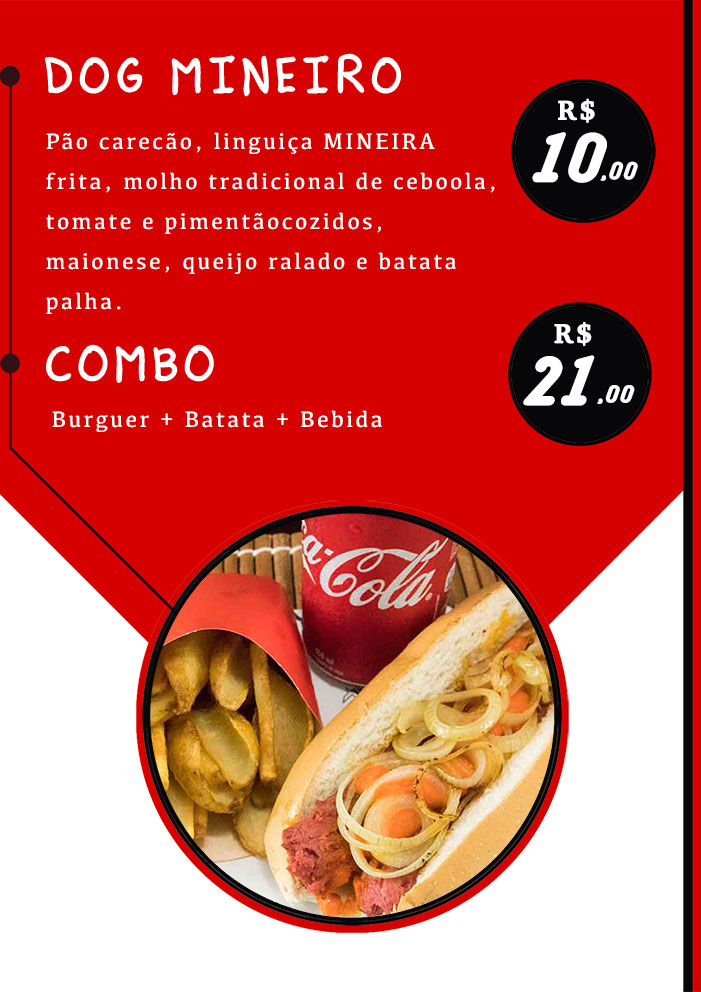 DOG MINEIRO
R$
10.00
Pão carecão, linguiça MINEIRA
frita, molho tradicional de ceboola,
tomate e pimentãocozidos,
maionese, queijo ralado e batata
palha.
COMBO
R$
21.00
Burguer + Batata + Bebida
a-Cola